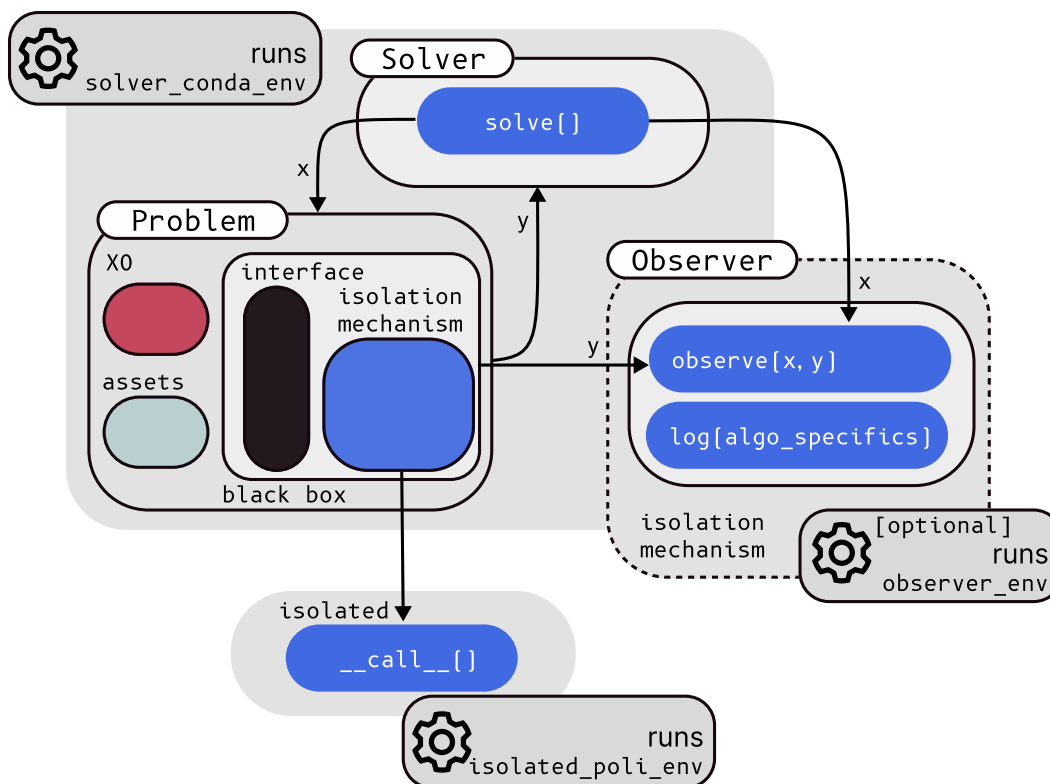 runs
solver_conda_env
Solver
solve[]
x
y
Problem
XO
interface
isolation
mechanism
assets
black box
Observer
x
y
observe[x, y]
log[algo_specifics]
isolation
mechanism
[optional]
runs
observer_env
isolated
__call__[]
runs
isolated_poli_env